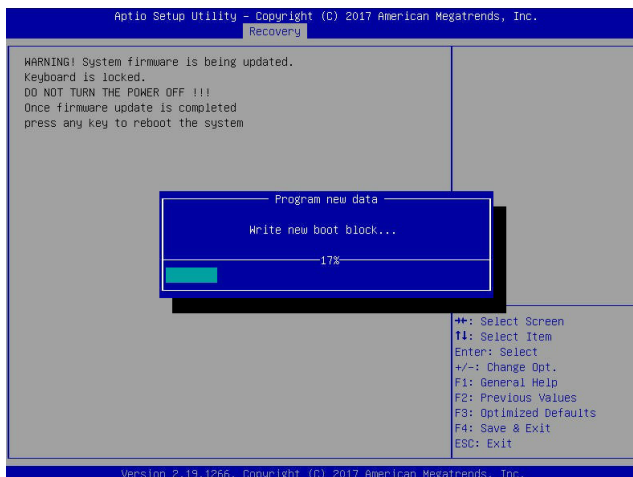 Aptio Setup Utility – Copyright (C) 2017 American Megatrends, Inc.
Recovery
WARNING! System firmware is being updated.
Keyboard is locked.
DO NOT TURN THE POWER OFF !!!
Once firmware update is completed
press any key to reboot the system
Program new data
Write new boot block...
17%
→←: Select Screen
↑↓: Select Item
Enter: Select
+/-: Change Opt.
F1: General Help
F2: Previous Values
F3: Optimized Defaults
F4: Save & Exit
ESC: Exit
Version 2.19.1266. Copyright (C) 2017 American Megatrends, Inc.